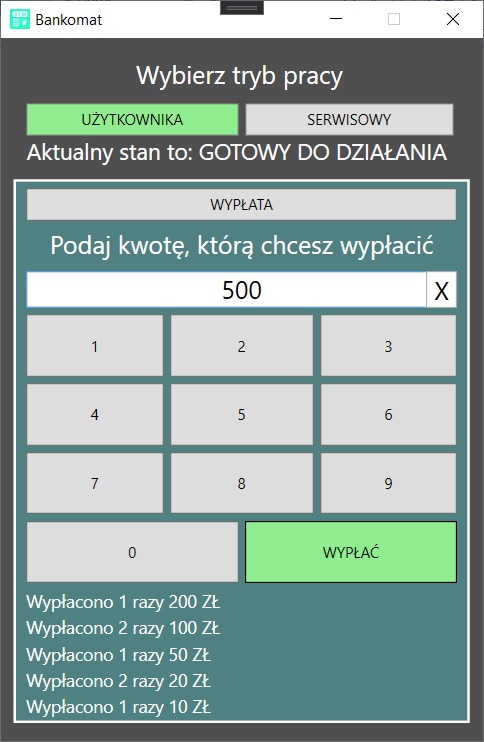 Bankomat
Wybierz tryb pracy
UŻYTKOWNIKA SERWISOWY
Aktualny stan to: GOTOWY DO DZIAŁANIA
WYPŁATA
Podaj kwotę, którą chcesz wypłacić
500 X
1 2 3
4 5 6
7 8 9
0 WYPŁAĆ
Wypłacono 1 razy 200 ZŁ
Wypłacono 2 razy 100 ZŁ
Wypłacono 1 razy 50 ZŁ
Wypłacono 2 razy 20 ZŁ
Wypłacono 1 razy 10 ZŁ